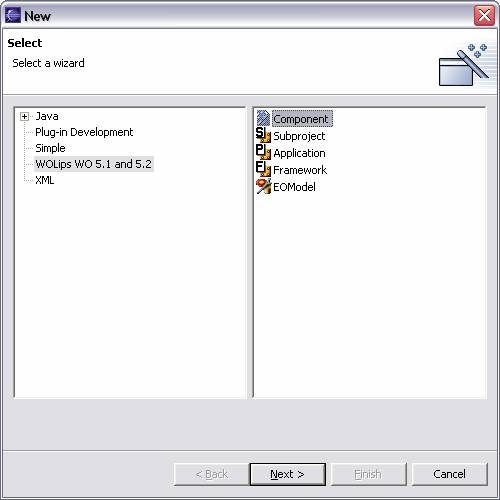 New
Select
Select a wizard
Java
Plug-in Development
Simple
WOLips WO 5.1 and 5.2
XML
Component
Subproject
Application
Framework
EOModel
< Back
Next >
Finish
Cancel